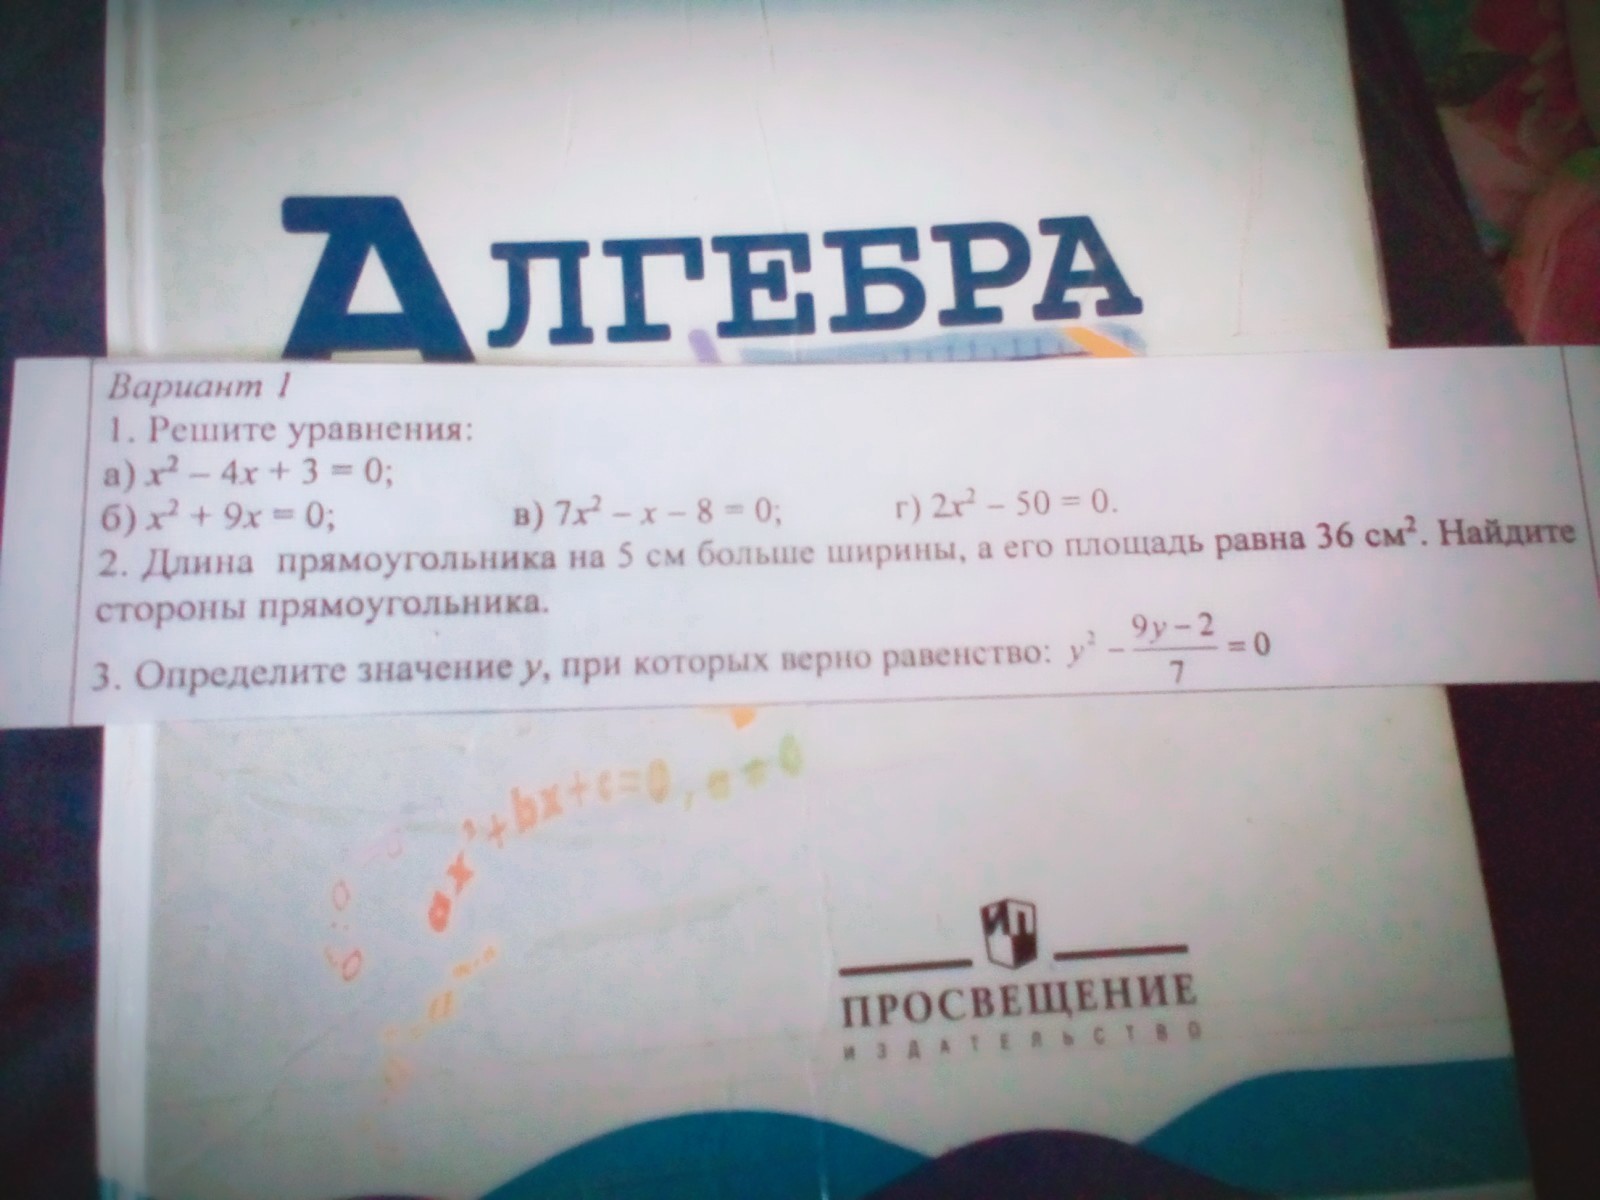 АЛГЕБРА
Вариант 1
1. Решите уравнения:
а) x² – 4x + 3 = 0;
б) x² + 9x = 0; в) 7x² – x – 8 = 0; г) 2x² – 50 = 0.
2. Длина прямоугольника на 5 см больше ширины, а его площадь равна 36 см². Найдите
стороны прямоугольника.
3. Определите значение y, при которых верно равенство: y² – (9y – 2)/7 = 0
+bx+c=0,
ИП
ПРОСВЕЩЕНИЕ
ИЗДАТЕЛЬСТВО